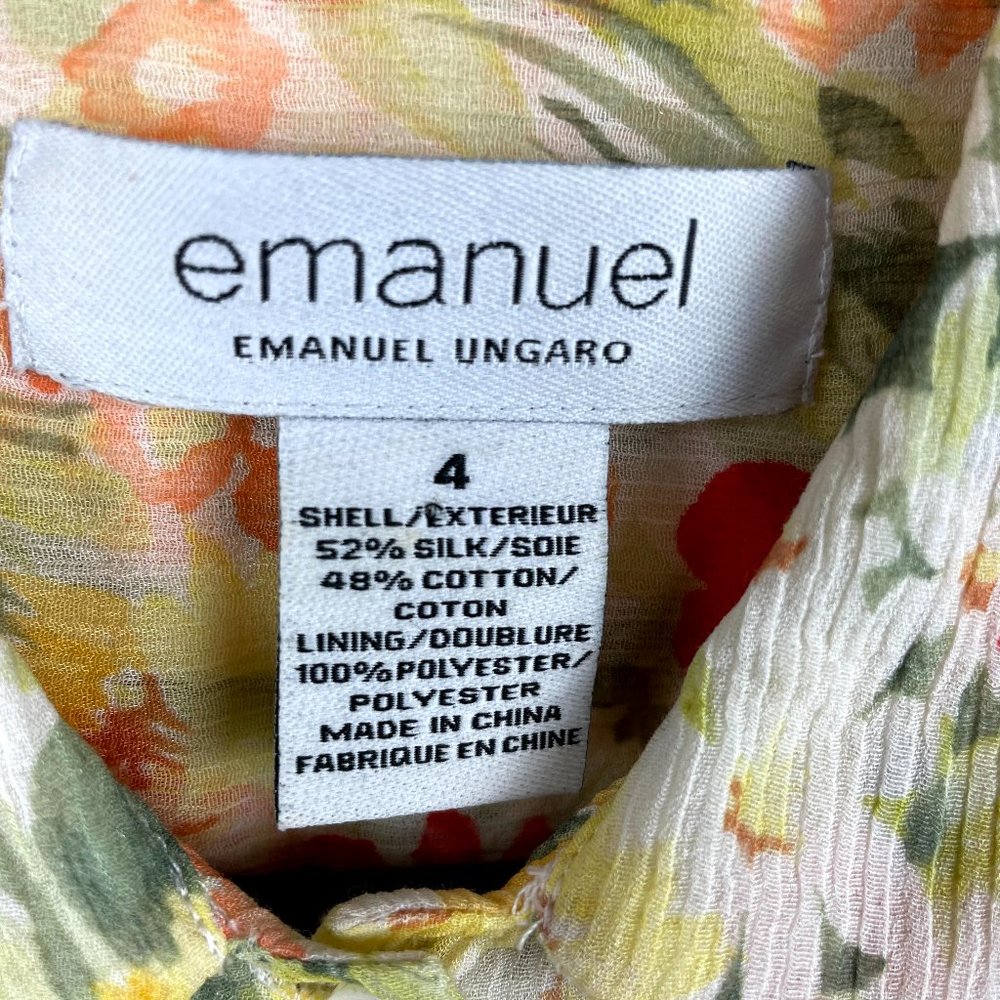 emanuel
EMANUEL UNGARO
4
SHELL/EXTERIEUR
52% SILK/SOIE
48% COTTON/
COTON
LINING/DOUBLURE
100% POLYESTER/
POLYESTER
MADE IN CHINA
FABRIQUE EN CHINE